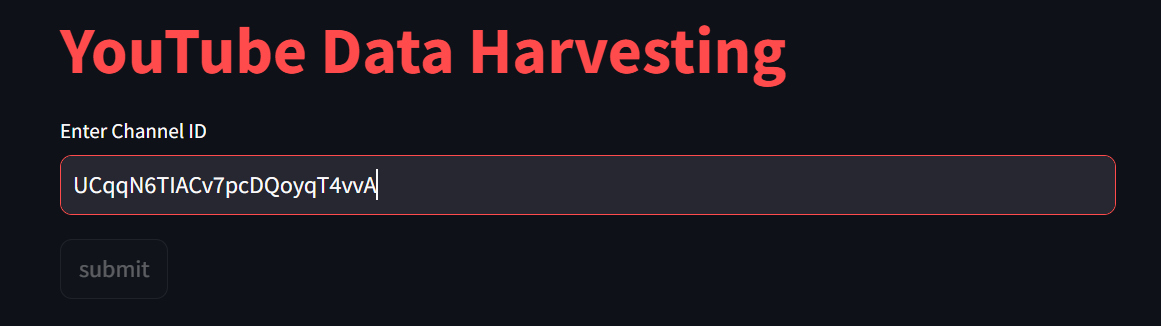 YouTube Data Harvesting
Enter Channel ID
UCqqN6TIACv7pcDQoyqT4vvA
submit